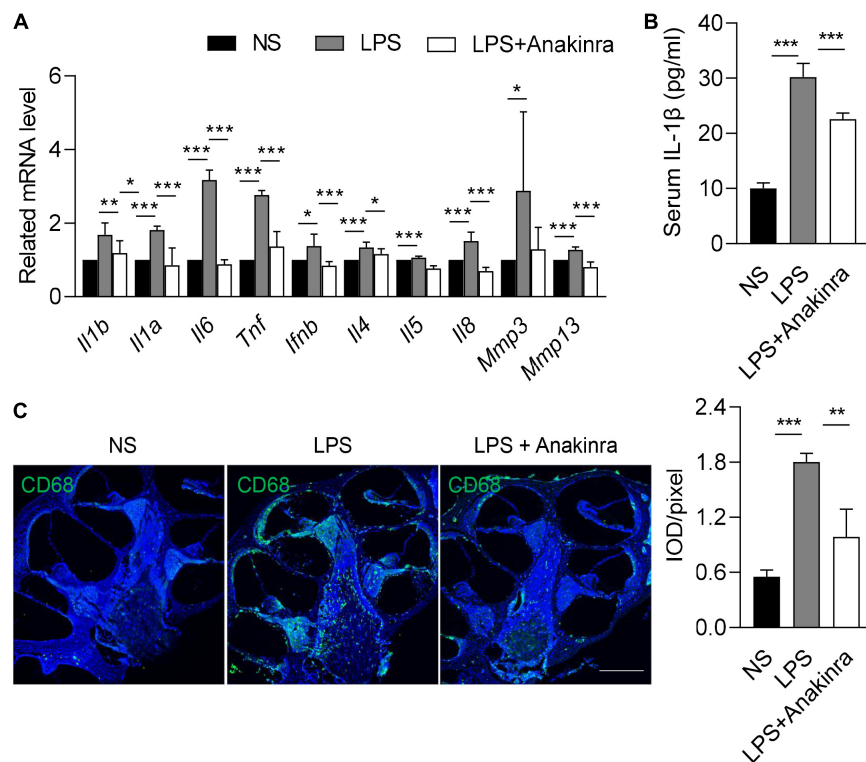 A
NS LPS LPS+Anakinra
Related mRNA level
6
4
2
0
** * *** *** *** *** *** *** * *** *** * *** *** *** * *** ***
Il1b Il1a Il6 Tnf Ifnb Il4 Il5 Il8 Mmp3 Mmp13
B
Serum IL-1β (pg/ml)
40
30
20
10
0
*** ***
NS LPS LPS+Anakinra
C
NS LPS LPS + Anakinra
CD68 CD68 CD68
IOD/pixel
2.4
1.8
1.2
0.6
0.0
*** **
NS LPS LPS+Anakinra